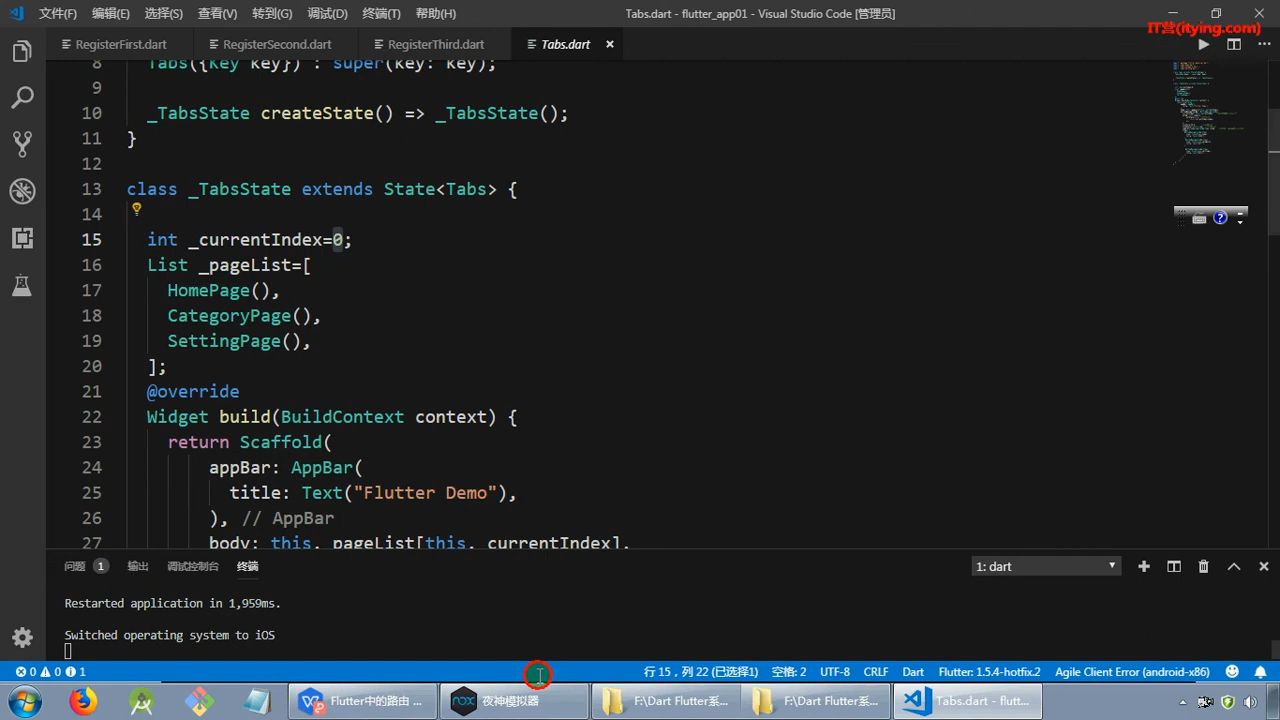 文件(F) 编辑(E) 选择(S) 查看(V) 转到(G) 调试(D) 终端(T) 帮助(H) Tabs.dart - flutter_app01 - Visual Studio Code [管理员]
IT营(itying.com)
RegisterFirst.dart RegisterSecond.dart RegisterThird.dart Tabs.dart
8 Tabs({Key key}) : super(key: key);
9
10 _TabsState createState() => _TabsState();
11 }
12
13 class _TabsState extends State<Tabs> {
14
15 int _currentIndex=0;
16 List _pageList=[
17 HomePage(),
18 CategoryPage(),
19 SettingPage(),
20 ];
21 @override
22 Widget build(BuildContext context) {
23 return Scaffold(
24 appBar: AppBar(
25 title: Text("Flutter Demo"),
26 ), // AppBar
27 body: this._pageList[this._currentIndex],
问题 1 输出 调试控制台 终端 1: dart
Restarted application in 1,959ms.
Switched operating system to iOS
0 0 1 行 15，列 22 (已选择1) 空格: 2 UTF-8 CRLF Dart Flutter: 1.5.4-hotfix.2 Agile Client Error (android-x86)
Flutter中的路由 夜神模拟器 F:\Dart Flutter系... F:\Dart Flutter系... Tabs.dart - flutt...